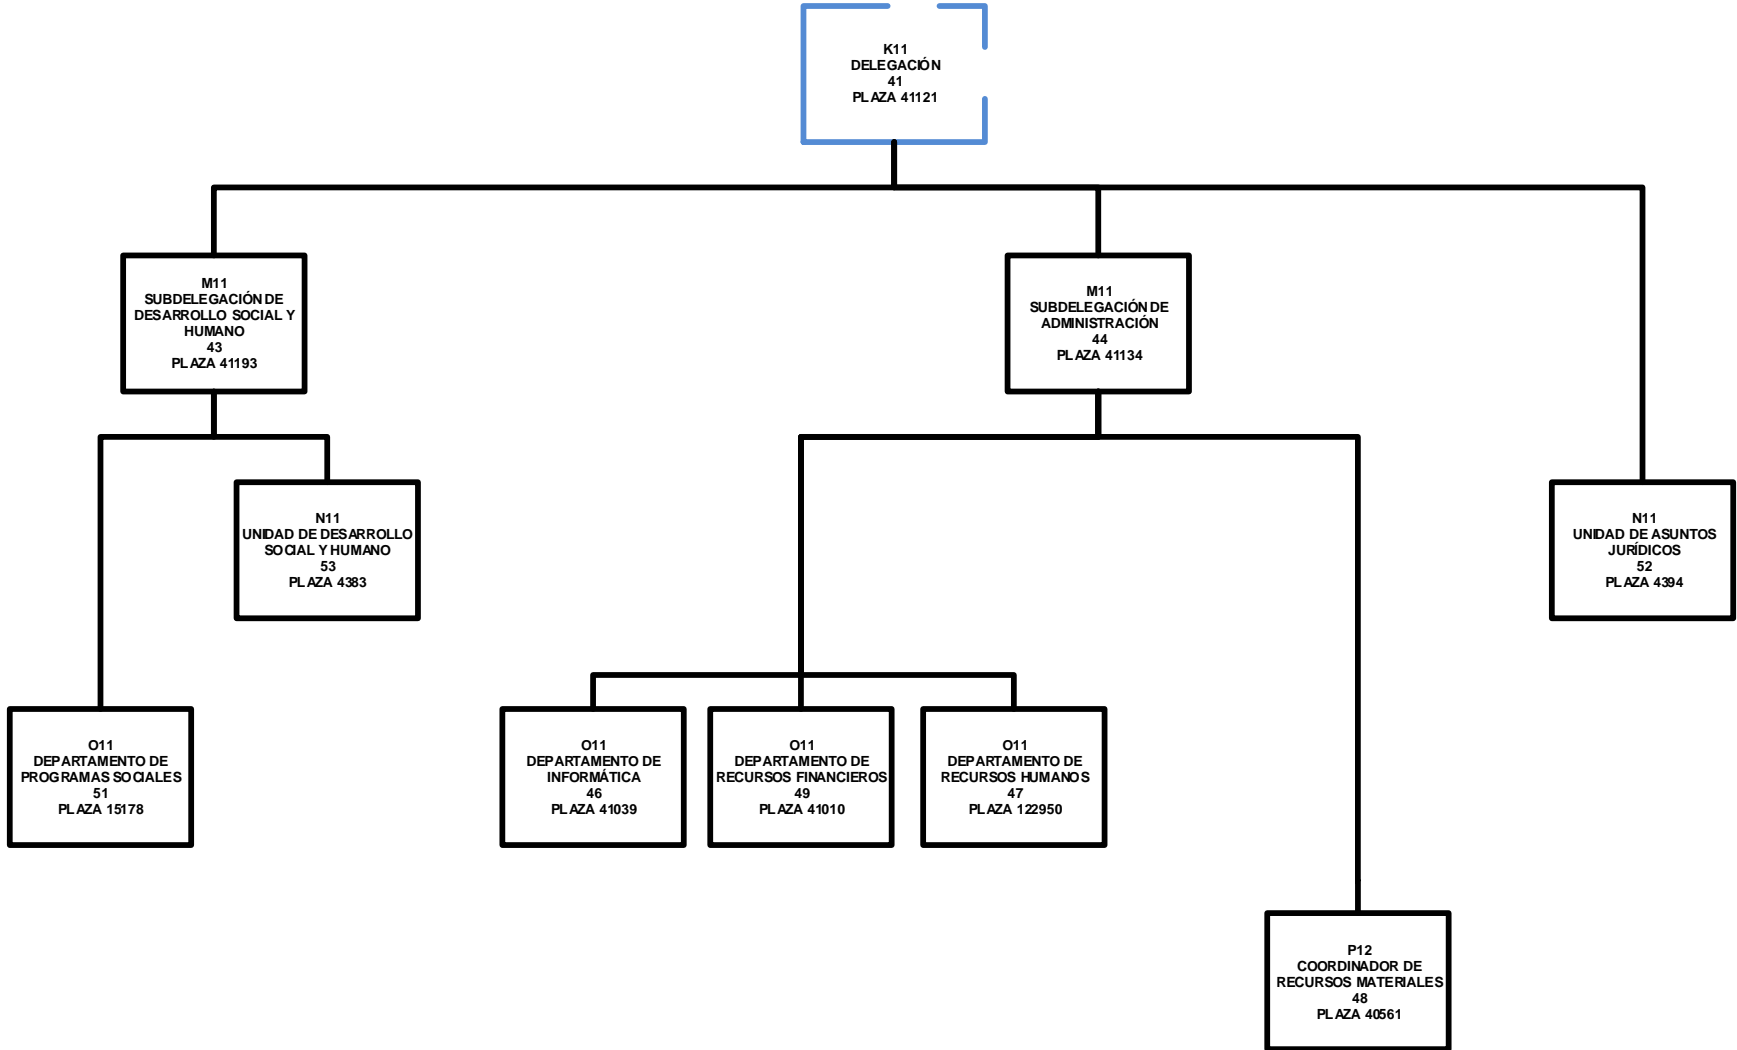 K11
DELEGACIÓN
41
PLAZA 41121
M11
SUBDELEGACIÓN DE
DESARROLLO SOCIAL Y
HUMANO
43
PLAZA 41193
M11
SUBDELEGACIÓN DE
ADMINISTRACIÓN
44
PLAZA 41134
N11
UNIDAD DE DESARROLLO
SOCIAL Y HUMANO
53
PLAZA 4383
N11
UNIDAD DE ASUNTOS
JURÍDICOS
52
PLAZA 4394
O11
DEPARTAMENTO DE
PROGRAMAS SOCIALES
51
PLAZA 15178
O11
DEPARTAMENTO DE
INFORMÁTICA
46
PLAZA 41039
O11
DEPARTAMENTO DE
RECURSOS FINANCIEROS
49
PLAZA 41010
O11
DEPARTAMENTO DE
RECURSOS HUMANOS
47
PLAZA 122950
P12
COORDINADOR DE
RECURSOS MATERIALES
48
PLAZA 40561